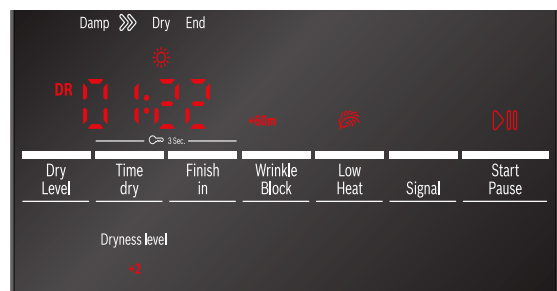 Damp Dry End
DR 01:22
+60m
3 Sec.
Dry Level
Time dry
Finish in
Wrinkle Block
Low Heat
Signal
Start Pause
Dryness level
+2